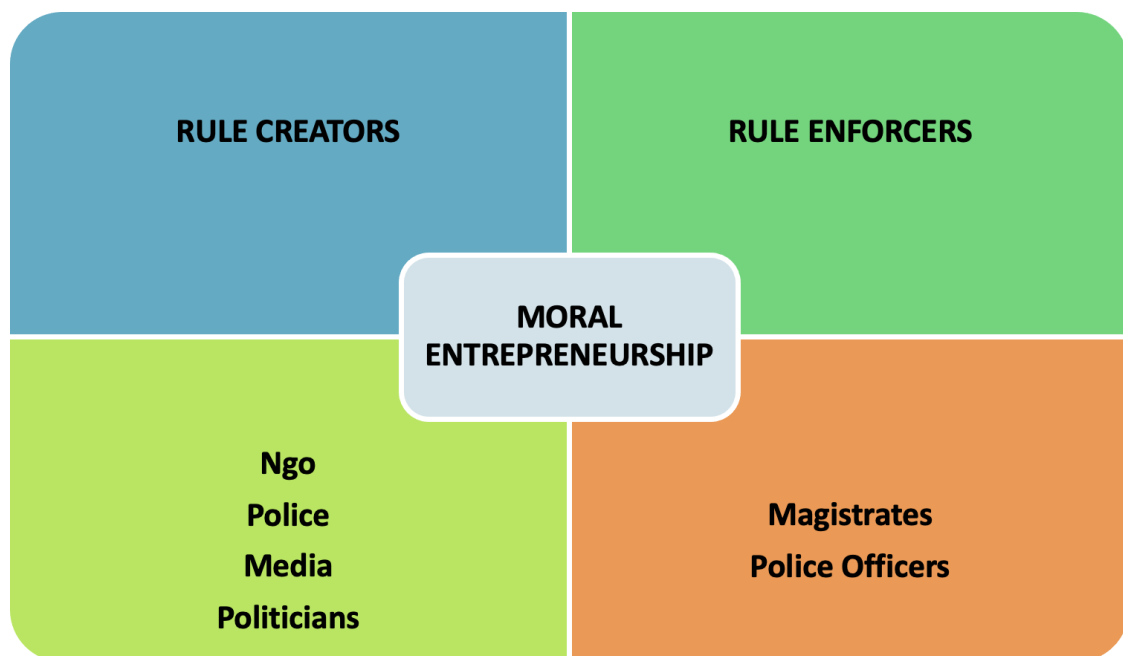 RULE CREATORS
RULE ENFORCERS
MORAL
ENTREPRENEURSHIP
Ngo
Police
Media
Politicians
Magistrates
Police Officers